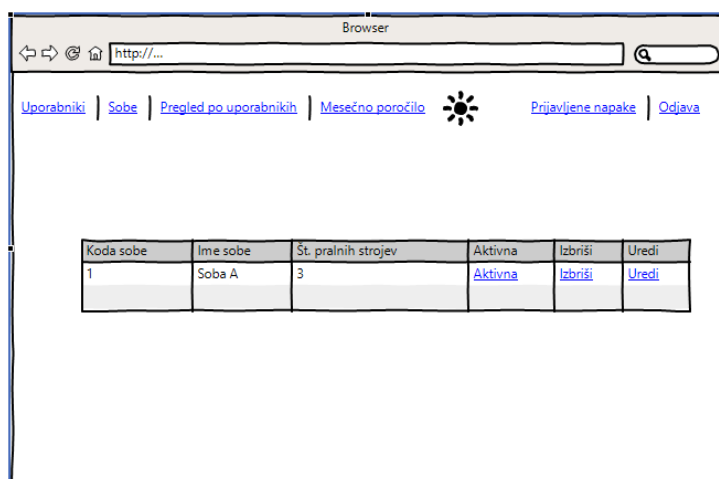 Browser
http://...
Uporabniki Sobe Pregled po uporabnikih Mesečno poročilo Prijavljene napake Odjava
Koda sobe Ime sobe Št. pralnih strojev Aktivna Izbriši Uredi
1 Soba A 3 Aktivna Izbriši Uredi